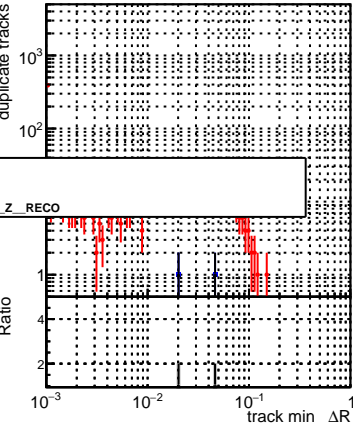 duplicate tracks
10³
10²
_Z__RECO
1
Ratio
4
2
10⁻³
10⁻²
10⁻¹
1
track min ΔR